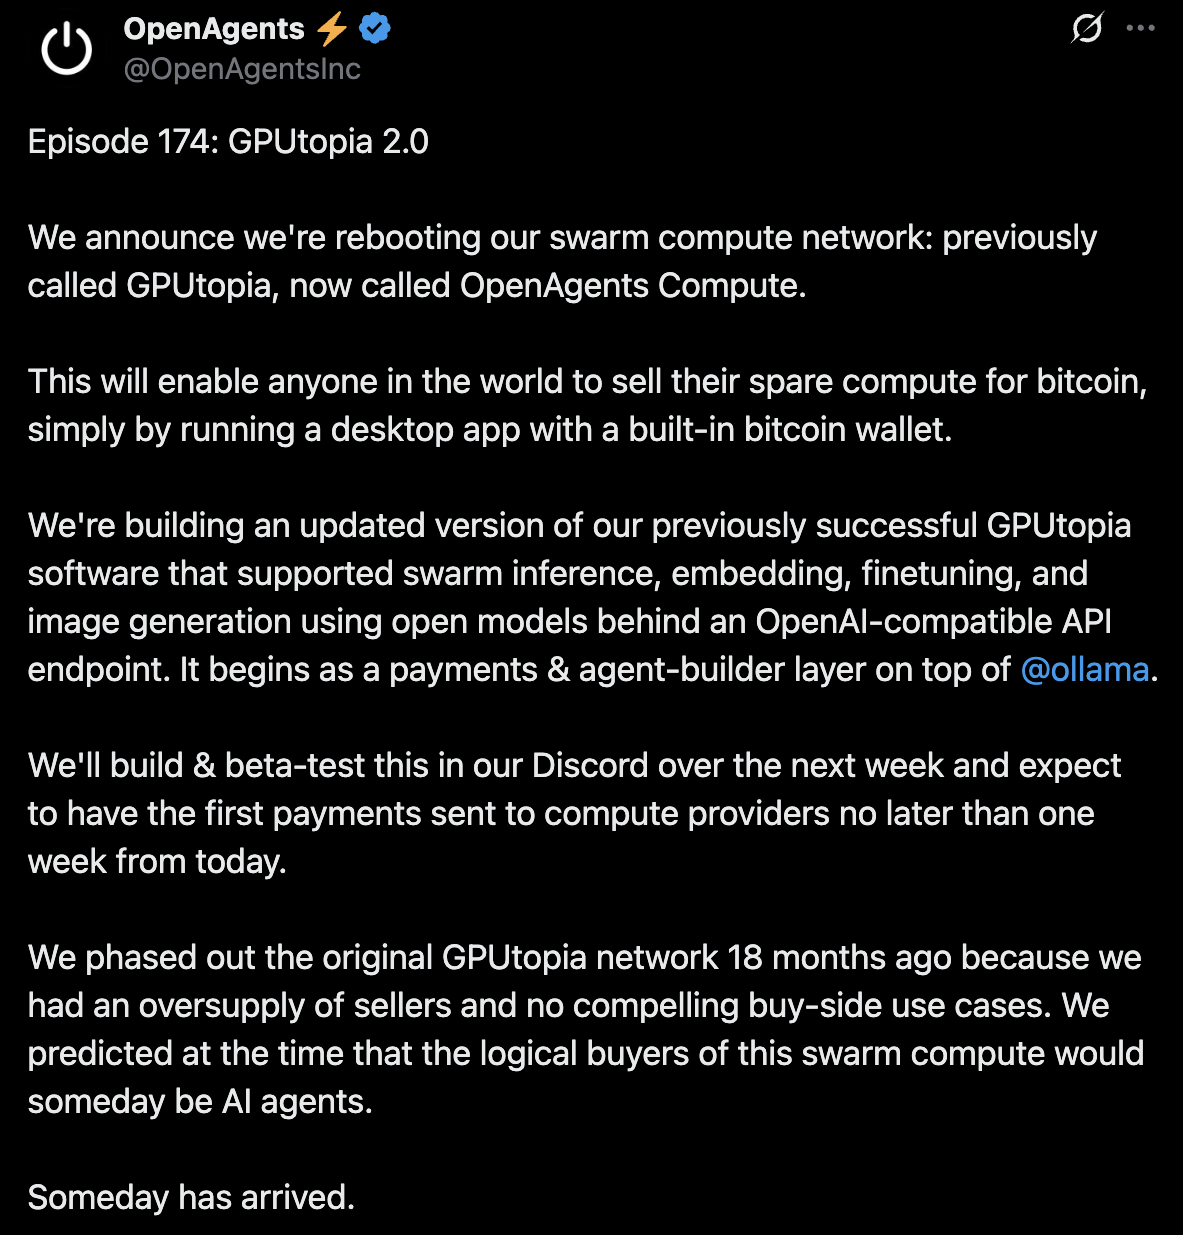 OpenAgents ⚡
@OpenAgentsInc
Episode 174: GPUtopia 2.0
We announce we're rebooting our swarm compute network: previously
called GPUtopia, now called OpenAgents Compute.
This will enable anyone in the world to sell their spare compute for bitcoin,
simply by running a desktop app with a built-in bitcoin wallet.
We're building an updated version of our previously successful GPUtopia
software that supported swarm inference, embedding, finetuning, and
image generation using open models behind an OpenAI-compatible API
endpoint. It begins as a payments & agent-builder layer on top of @ollama.
We'll build & beta-test this in our Discord over the next week and expect
to have the first payments sent to compute providers no later than one
week from today.
We phased out the original GPUtopia network 18 months ago because we
had an oversupply of sellers and no compelling buy-side use cases. We
predicted at the time that the logical buyers of this swarm compute would
someday be AI agents.
Someday has arrived.